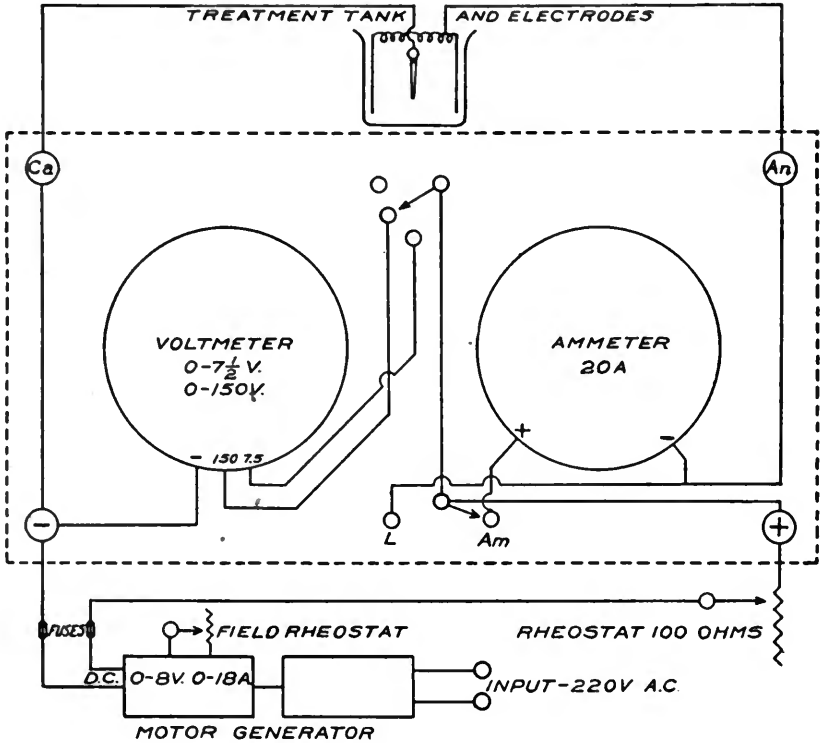 TREATMENT TANK AND ELECTRODES
Ca
An
VOLTMETER
0-7½ V.
0-150V.
AMMETER
20A
- 150 7.5
+ -
- L Am +
FUSES
FIELD RHEOSTAT
RHEOSTAT 100 OHMS
D.C. 0-8V. 0-18A
INPUT-220V A.C.
MOTOR GENERATOR